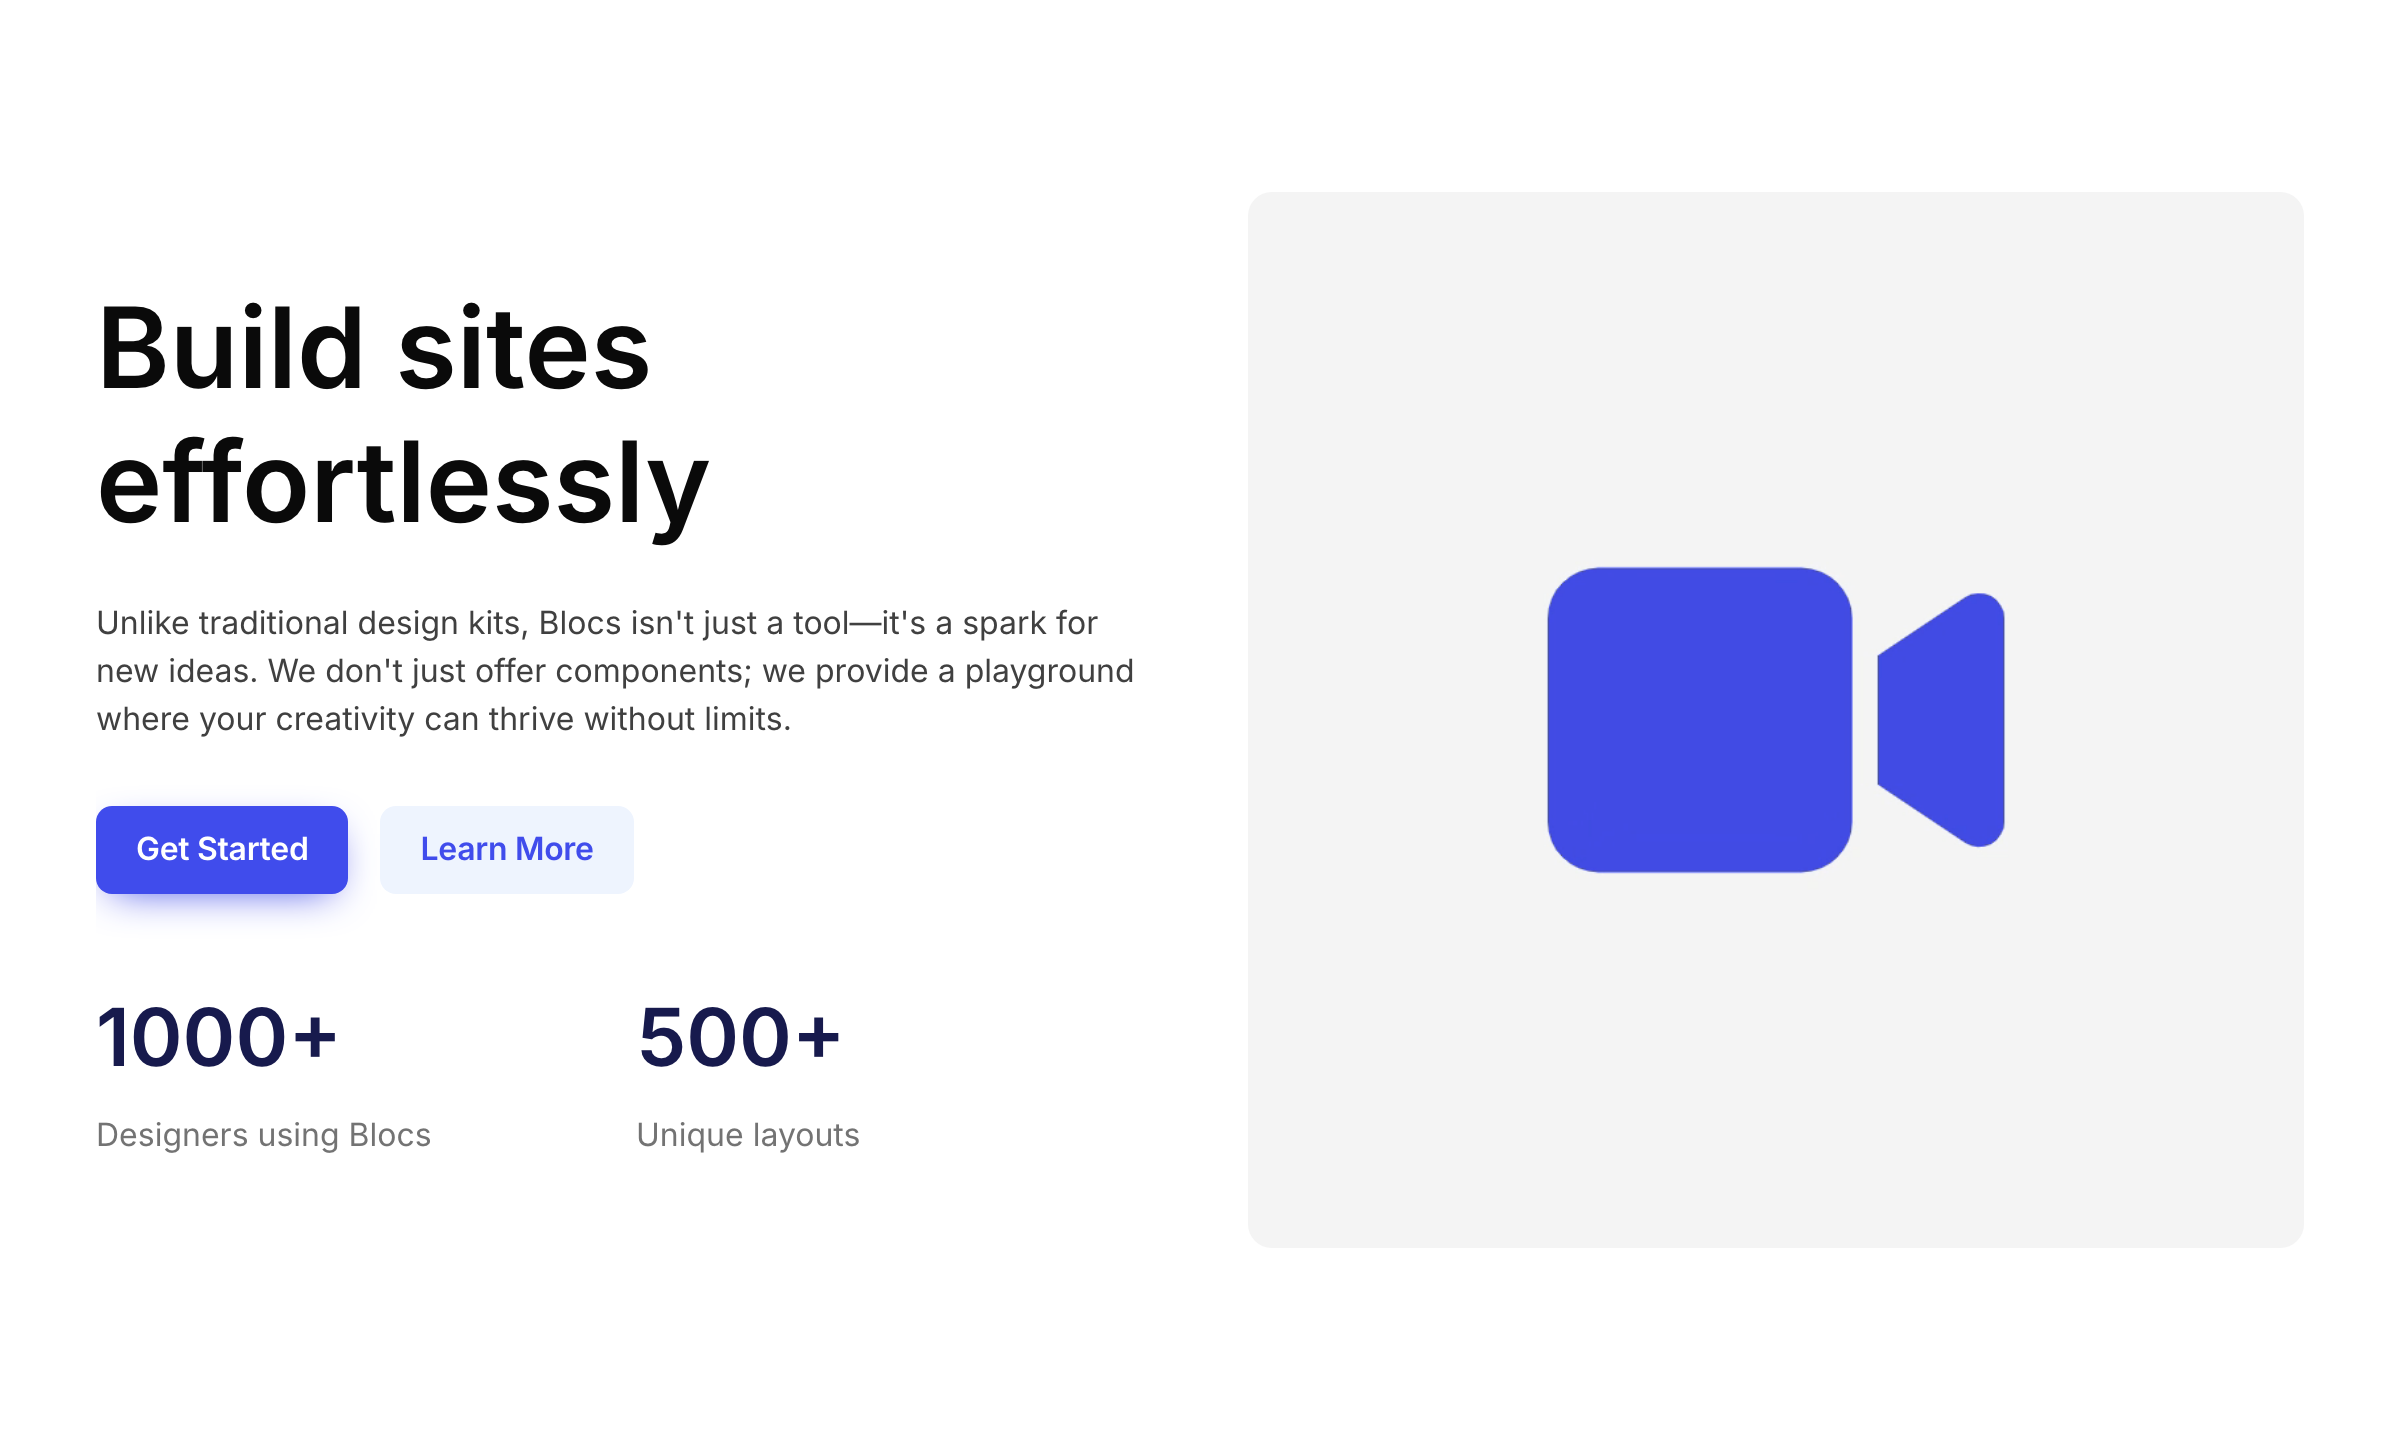 Build sites
effortlessly
Unlike traditional design kits, Blocs isn't just a tool—it's a spark for
new ideas. We don't just offer components; we provide a playground
where your creativity can thrive without limits.
Get Started
Learn More
1000+
Designers using Blocs
500+
Unique layouts